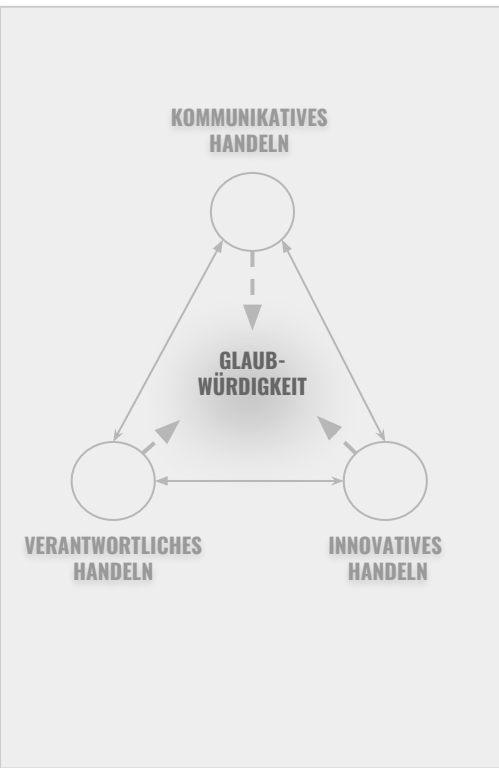 KOMMUNIKATIVES
HANDELN
GLAUB-
WÜRDIGKEIT
VERANTWORTLICHES
HANDELN
INNOVATIVES
HANDELN